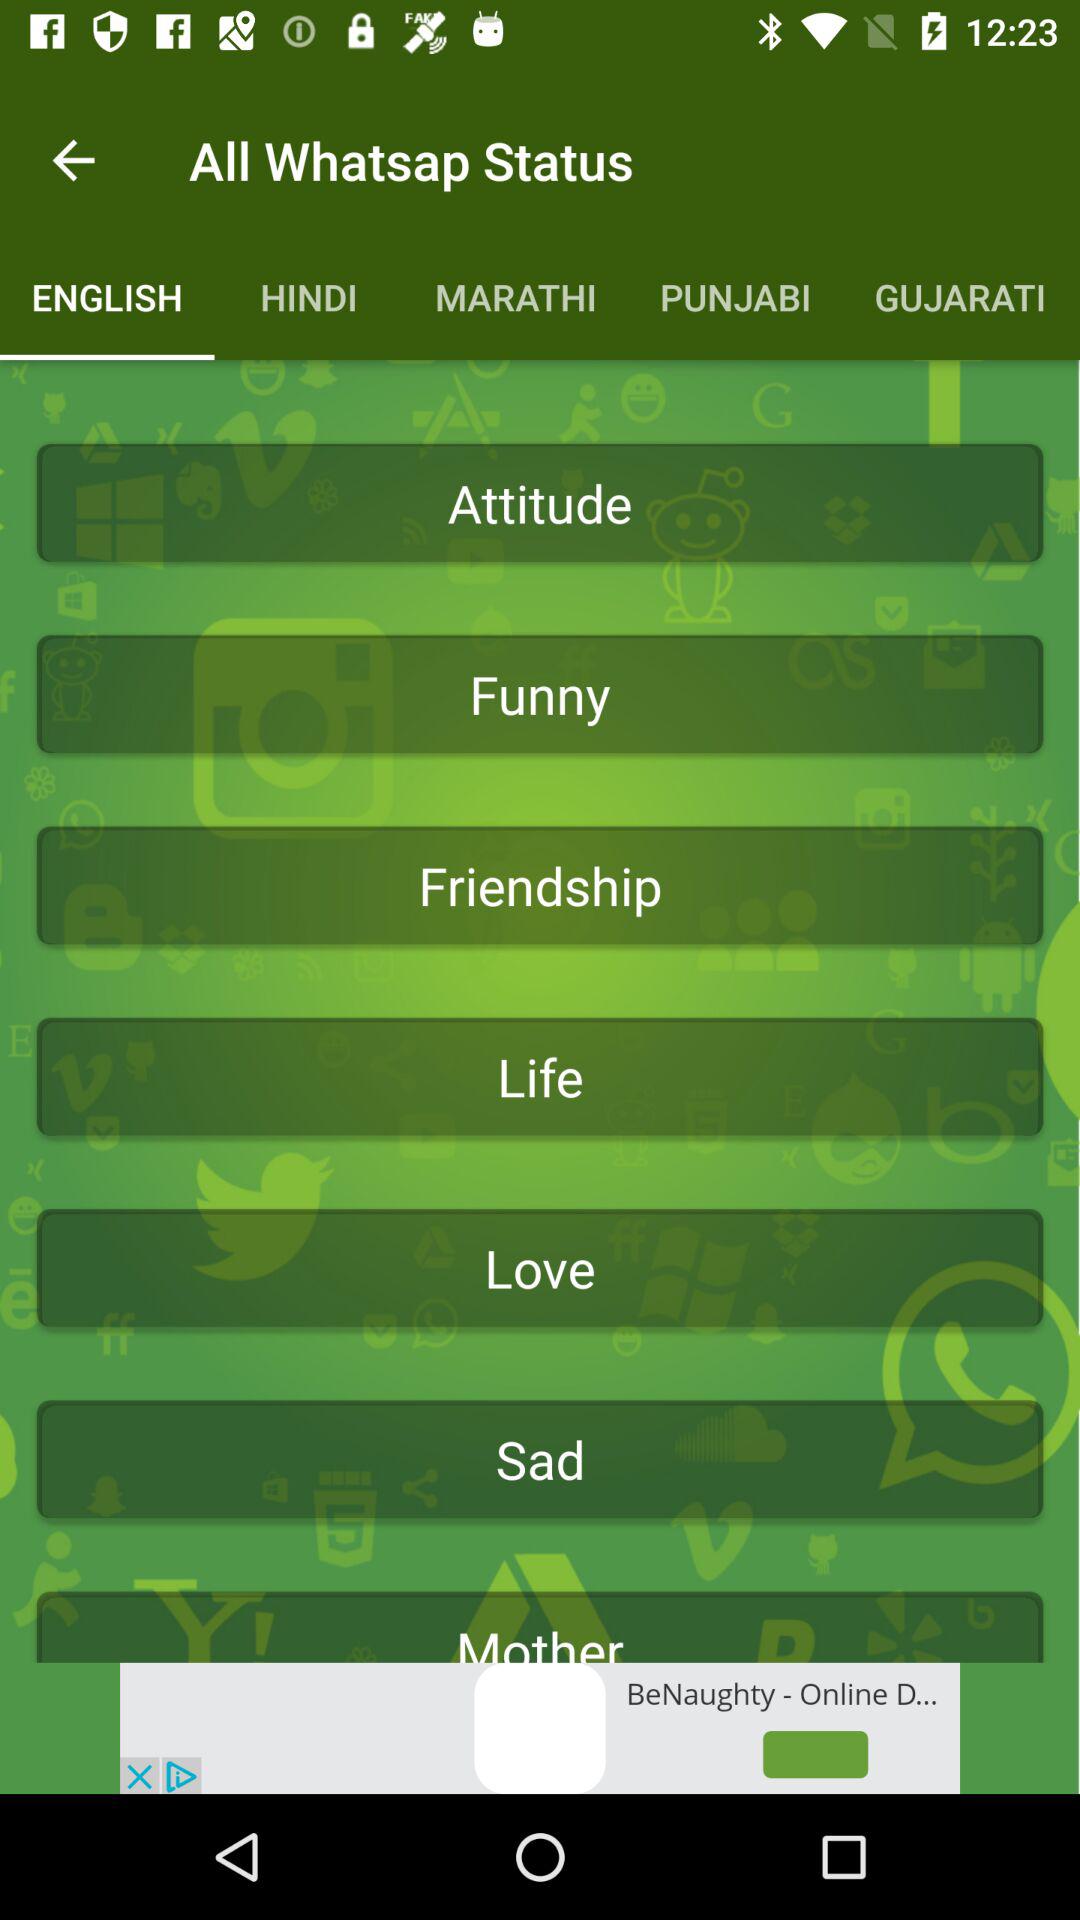 FAKE
12:23
All Whatsap Status
ENGLISH HINDI MARATHI PUNJABI GUJARATI
Attitude
Funny
Friendship
Life
Love
Sad
Mother
BeNaughty - Online D...